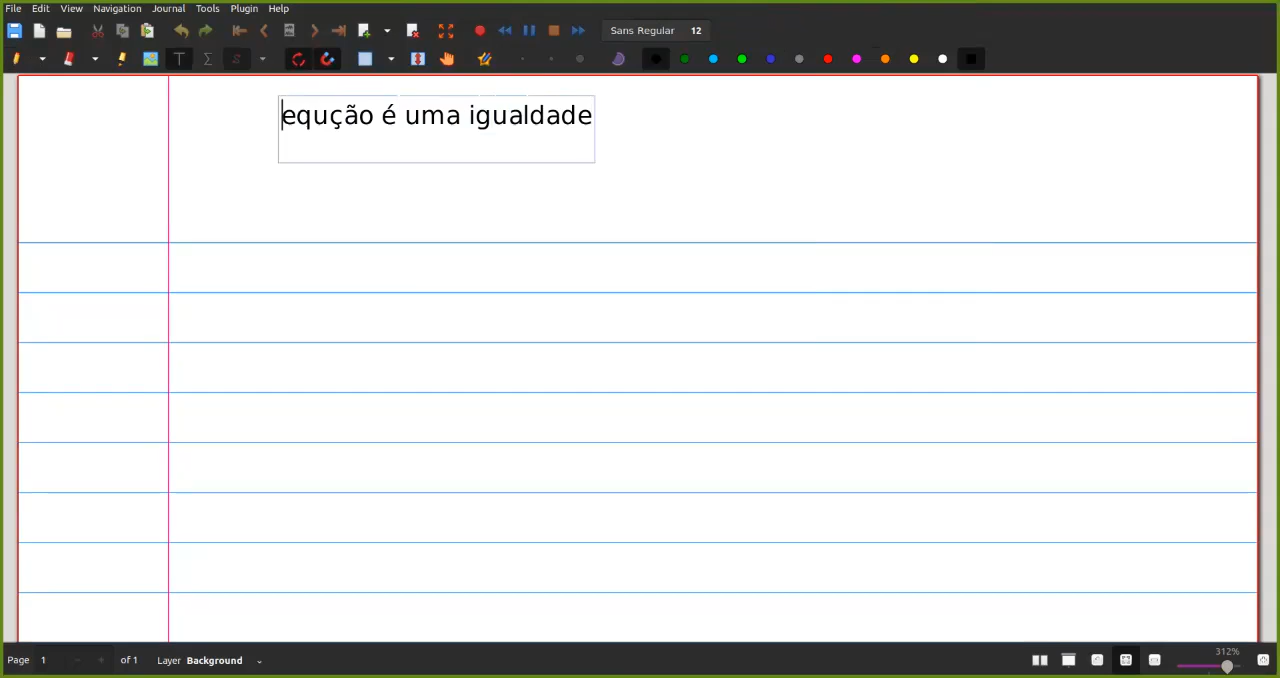 File Edit View Navigation Journal Tools Plugin Help
Sans Regular 12
equção é uma igualdade
Page 1 of 1 Layer Background 312%